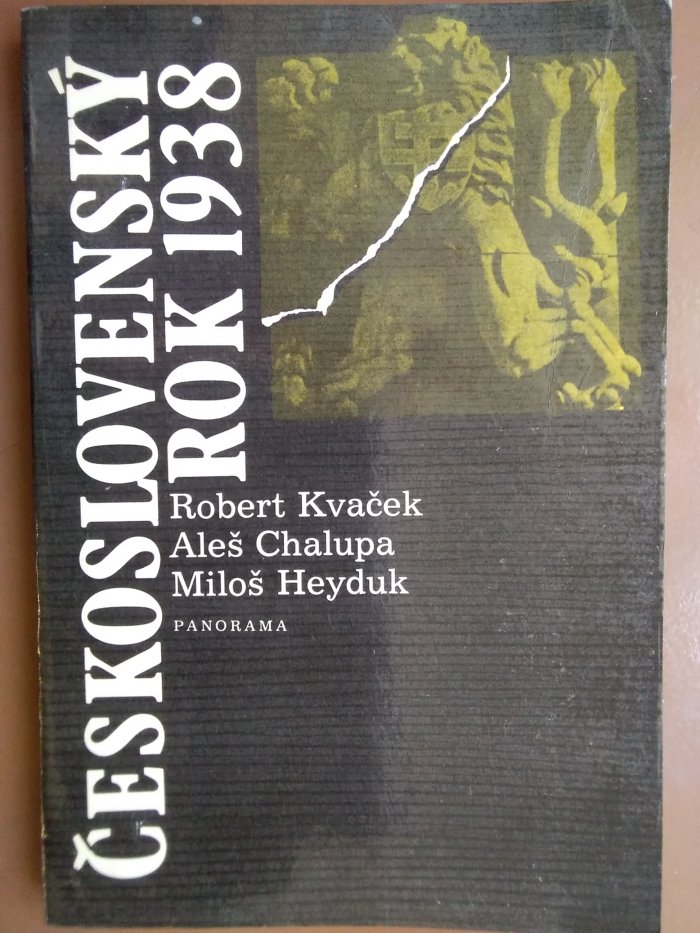 ČESKOSLOVENSKÝ
ROK 1938
Robert Kvaček
Aleš Chalupa
Miloš Heyduk
PANORAMA